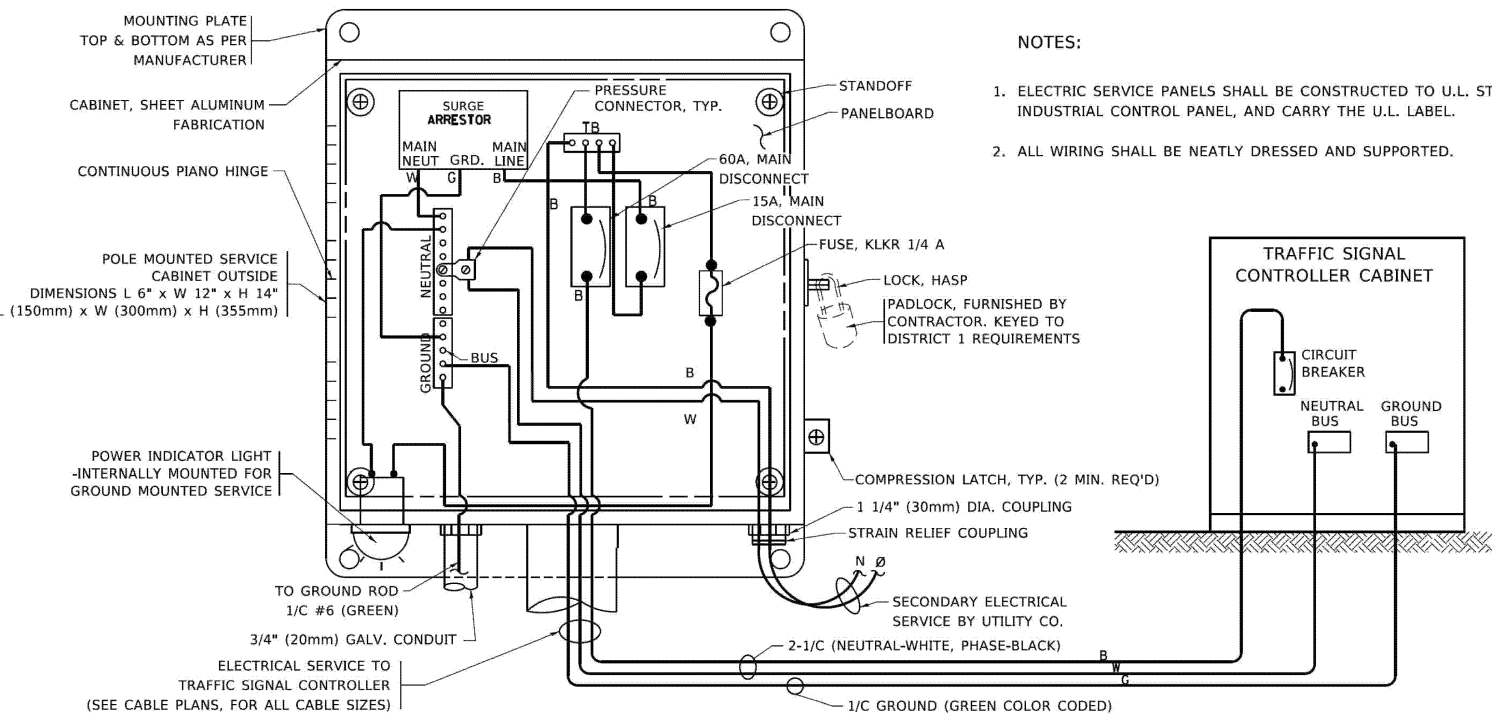 MOUNTING PLATE
TOP & BOTTOM AS PER
MANUFACTURER
CABINET, SHEET ALUMINUM
FABRICATION
CONTINUOUS PIANO HINGE
POLE MOUNTED SERVICE
CABINET OUTSIDE
DIMENSIONS L 6" x W 12" x H 14"
L (150mm) x W (300mm) x H (355mm)
POWER INDICATOR LIGHT
-INTERNALLY MOUNTED FOR
GROUND MOUNTED SERVICE
TO GROUND ROD
1/C #6 (GREEN)
3/4" (20mm) GALV. CONDUIT
ELECTRICAL SERVICE TO
TRAFFIC SIGNAL CONTROLLER
(SEE CABLE PLANS, FOR ALL CABLE SIZES)
SURGE
ARRESTOR
MAIN
NEUT
GRD.
MAIN
LINE
W
G
B
PRESSURE
CONNECTOR, TYP.
TB
60A, MAIN
DISCONNECT
15A, MAIN
DISCONNECT
B
B
B
NEUTRAL
GROUND
BUS
B
W
STANDOFF
PANELBOARD
FUSE, KLKR 1/4 A
LOCK, HASP
PADLOCK, FURNISHED BY
CONTRACTOR. KEYED TO
DISTRICT 1 REQUIREMENTS
COMPRESSION LATCH, TYP. (2 MIN. REQ'D)
1 1/4" (30mm) DIA. COUPLING
STRAIN RELIEF COUPLING
N Ø
SECONDARY ELECTRICAL
SERVICE BY UTILITY CO.
2-1/C (NEUTRAL-WHITE, PHASE-BLACK)
B
W
G
1/C GROUND (GREEN COLOR CODED)
NOTES:
1. ELECTRIC SERVICE PANELS SHALL BE CONSTRUCTED TO U.L. ST
INDUSTRIAL CONTROL PANEL, AND CARRY THE U.L. LABEL.
2. ALL WIRING SHALL BE NEATLY DRESSED AND SUPPORTED.
TRAFFIC SIGNAL
CONTROLLER CABINET
CIRCUIT
BREAKER
NEUTRAL
BUS
GROUND
BUS